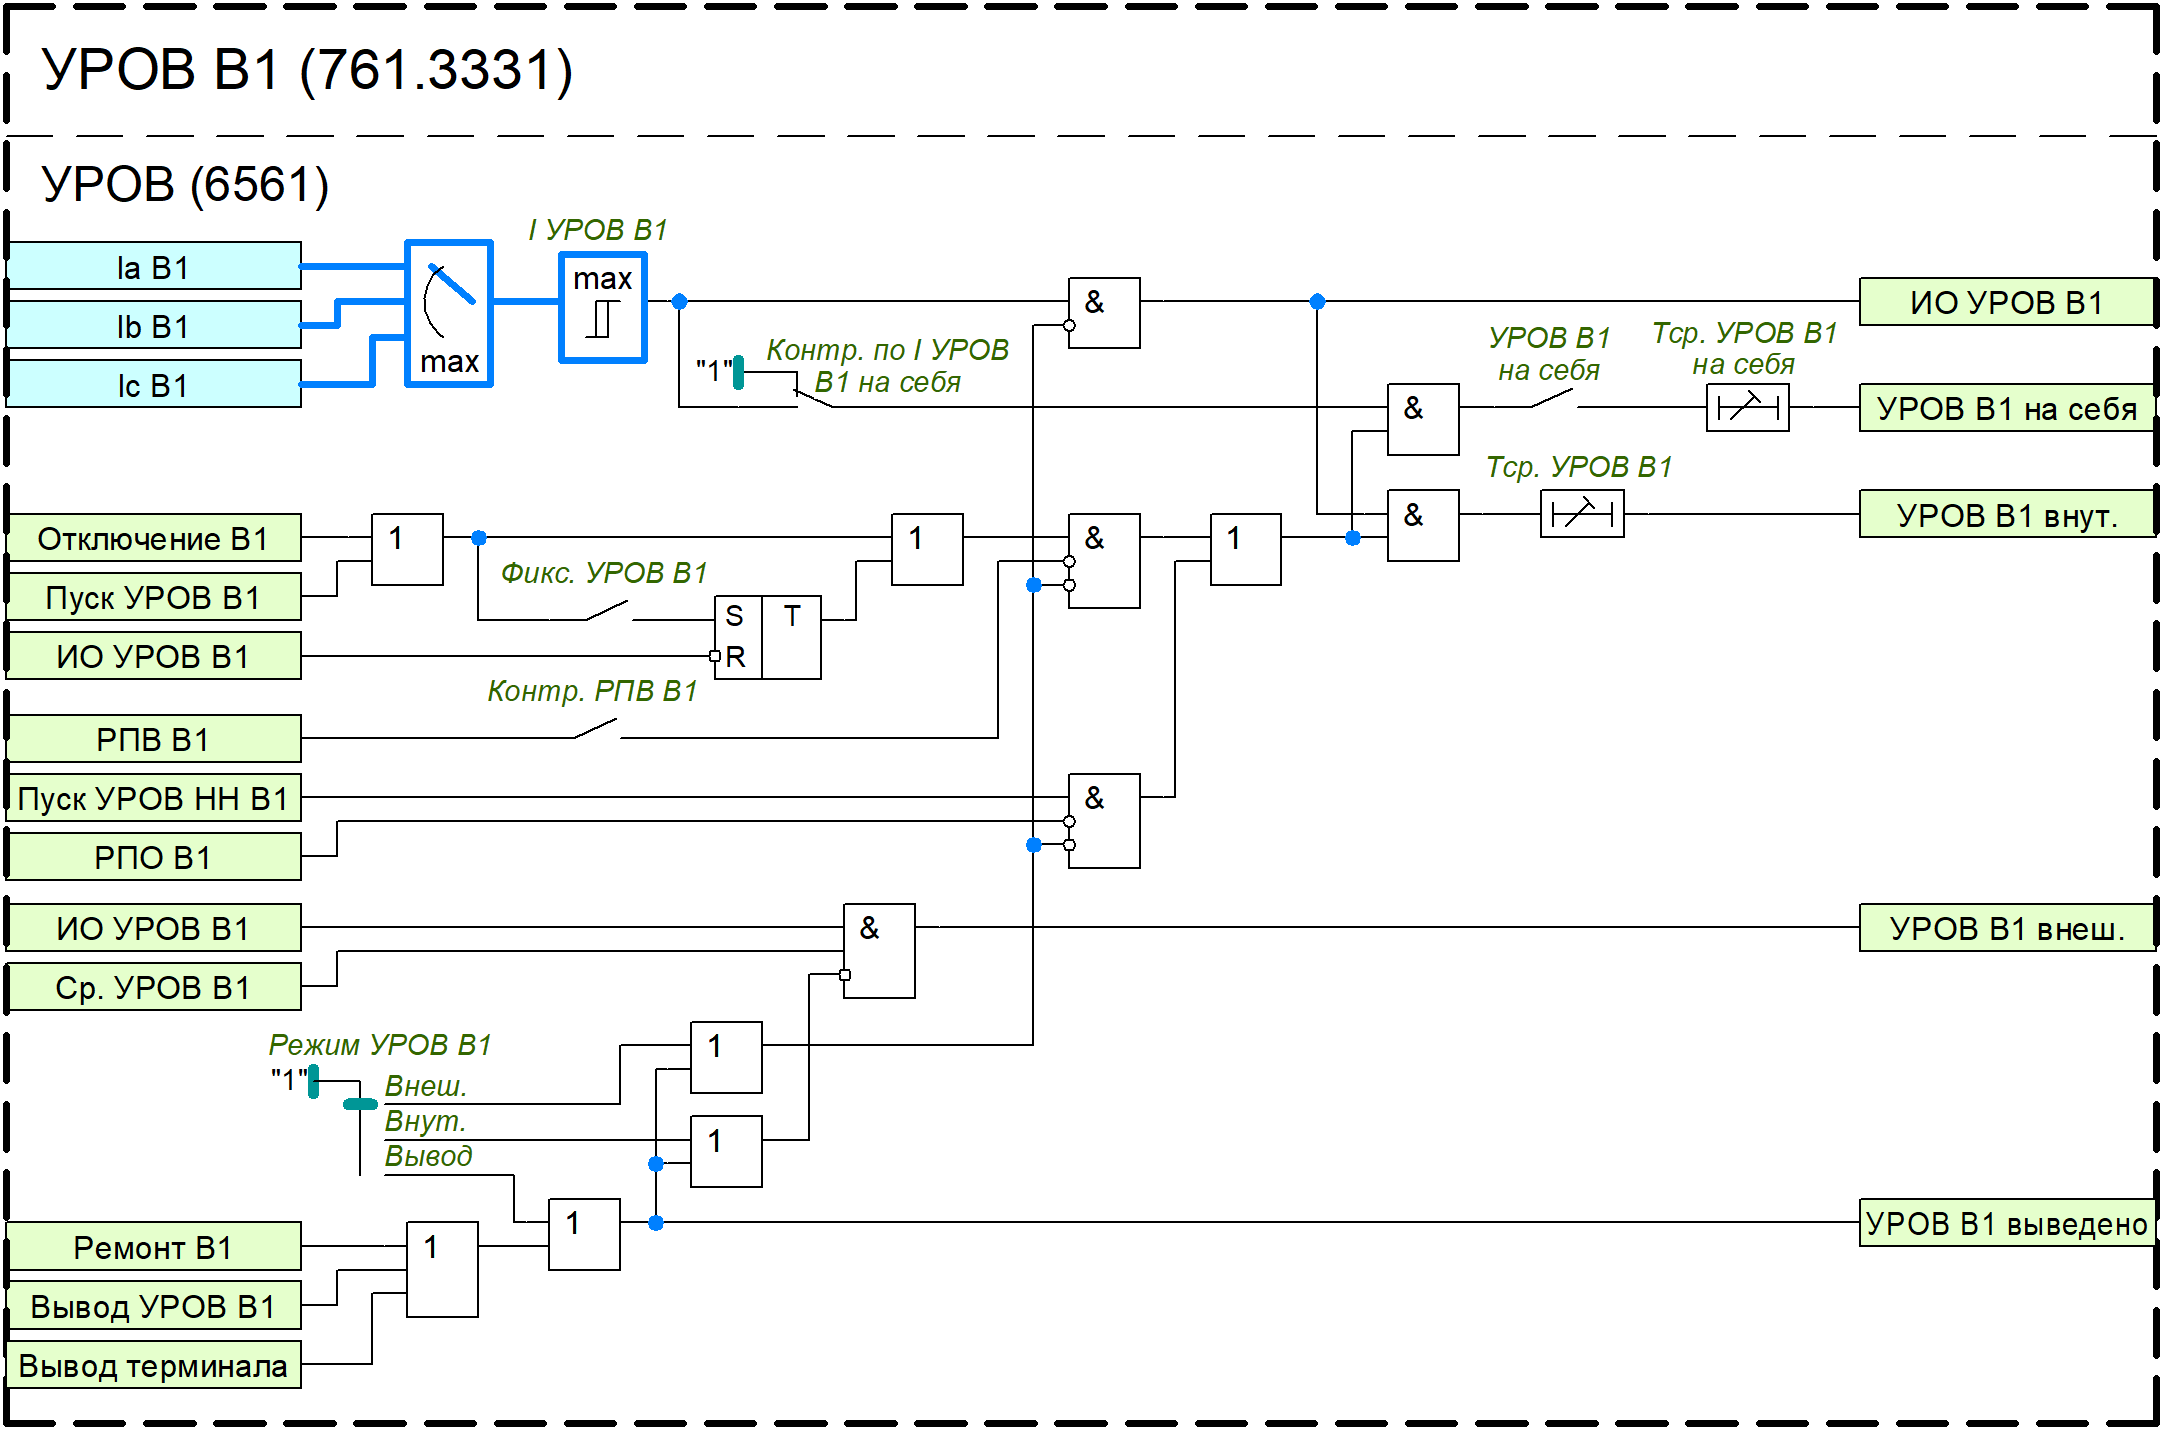 УРОВ В1 (761.3331)
УРОВ (6561)
I УРОВ В1
Ia В1
Ib В1
Ic В1
max
max
&
ИО УРОВ В1
"1"
Контр. по I УРОВ
В1 на себя
УРОВ В1
на себя
Тср. УРОВ В1
на себя
&
УРОВ В1 на себя
Тср. УРОВ В1
&
УРОВ В1 внут.
Отключение В1
1
1
&
1
Пуск УРОВ В1
Фикс. УРОВ В1
S
T
R
ИО УРОВ В1
Контр. РПВ В1
РПВ В1
Пуск УРОВ НН В1
&
РПО В1
ИО УРОВ В1
&
УРОВ В1 внеш.
Ср. УРОВ В1
Режим УРОВ В1
"1"
Внеш.
Внут.
Вывод
1
1
1
УРОВ В1 выведено
Ремонт В1
1
Вывод УРОВ В1
Вывод терминала